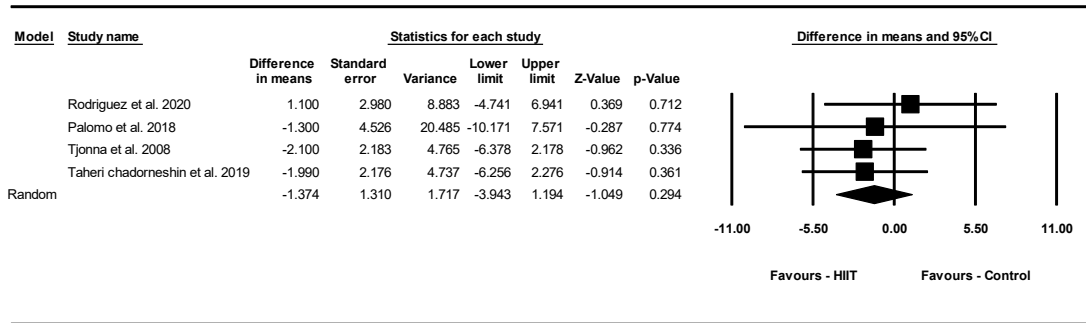 Model Study name Statistics for each study Difference in means and 95%CI
Difference Standard Lower Upper
in means error Variance limit limit Z-Value p-Value
Rodriguez et al. 2020 1.100 2.980 8.883 -4.741 6.941 0.369 0.712
Palomo et al. 2018 -1.300 4.526 20.485 -10.171 7.571 -0.287 0.774
Tjonna et al. 2008 -2.100 2.183 4.765 -6.378 2.178 -0.962 0.336
Taheri chadorneshin et al. 2019 -1.990 2.176 4.737 -6.256 2.276 -0.914 0.361
Random -1.374 1.310 1.717 -3.943 1.194 -1.049 0.294
-11.00 -5.50 0.00 5.50 11.00
Favours - HIIT Favours - Control